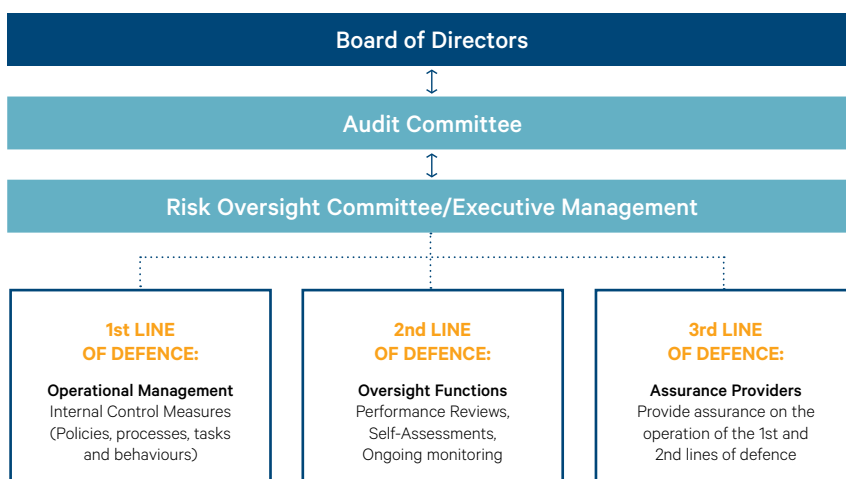 Board of Directors
Audit Committee
Risk Oversight Committee/Executive Management
1st LINE
OF DEFENCE:
Operational Management
Internal Control Measures
(Policies, processes, tasks
and behaviours)
2nd LINE
OF DEFENCE:
Oversight Functions
Performance Reviews,
Self-Assessments,
Ongoing monitoring
3rd LINE
OF DEFENCE:
Assurance Providers
Provide assurance on the
operation of the 1st and
2nd lines of defence